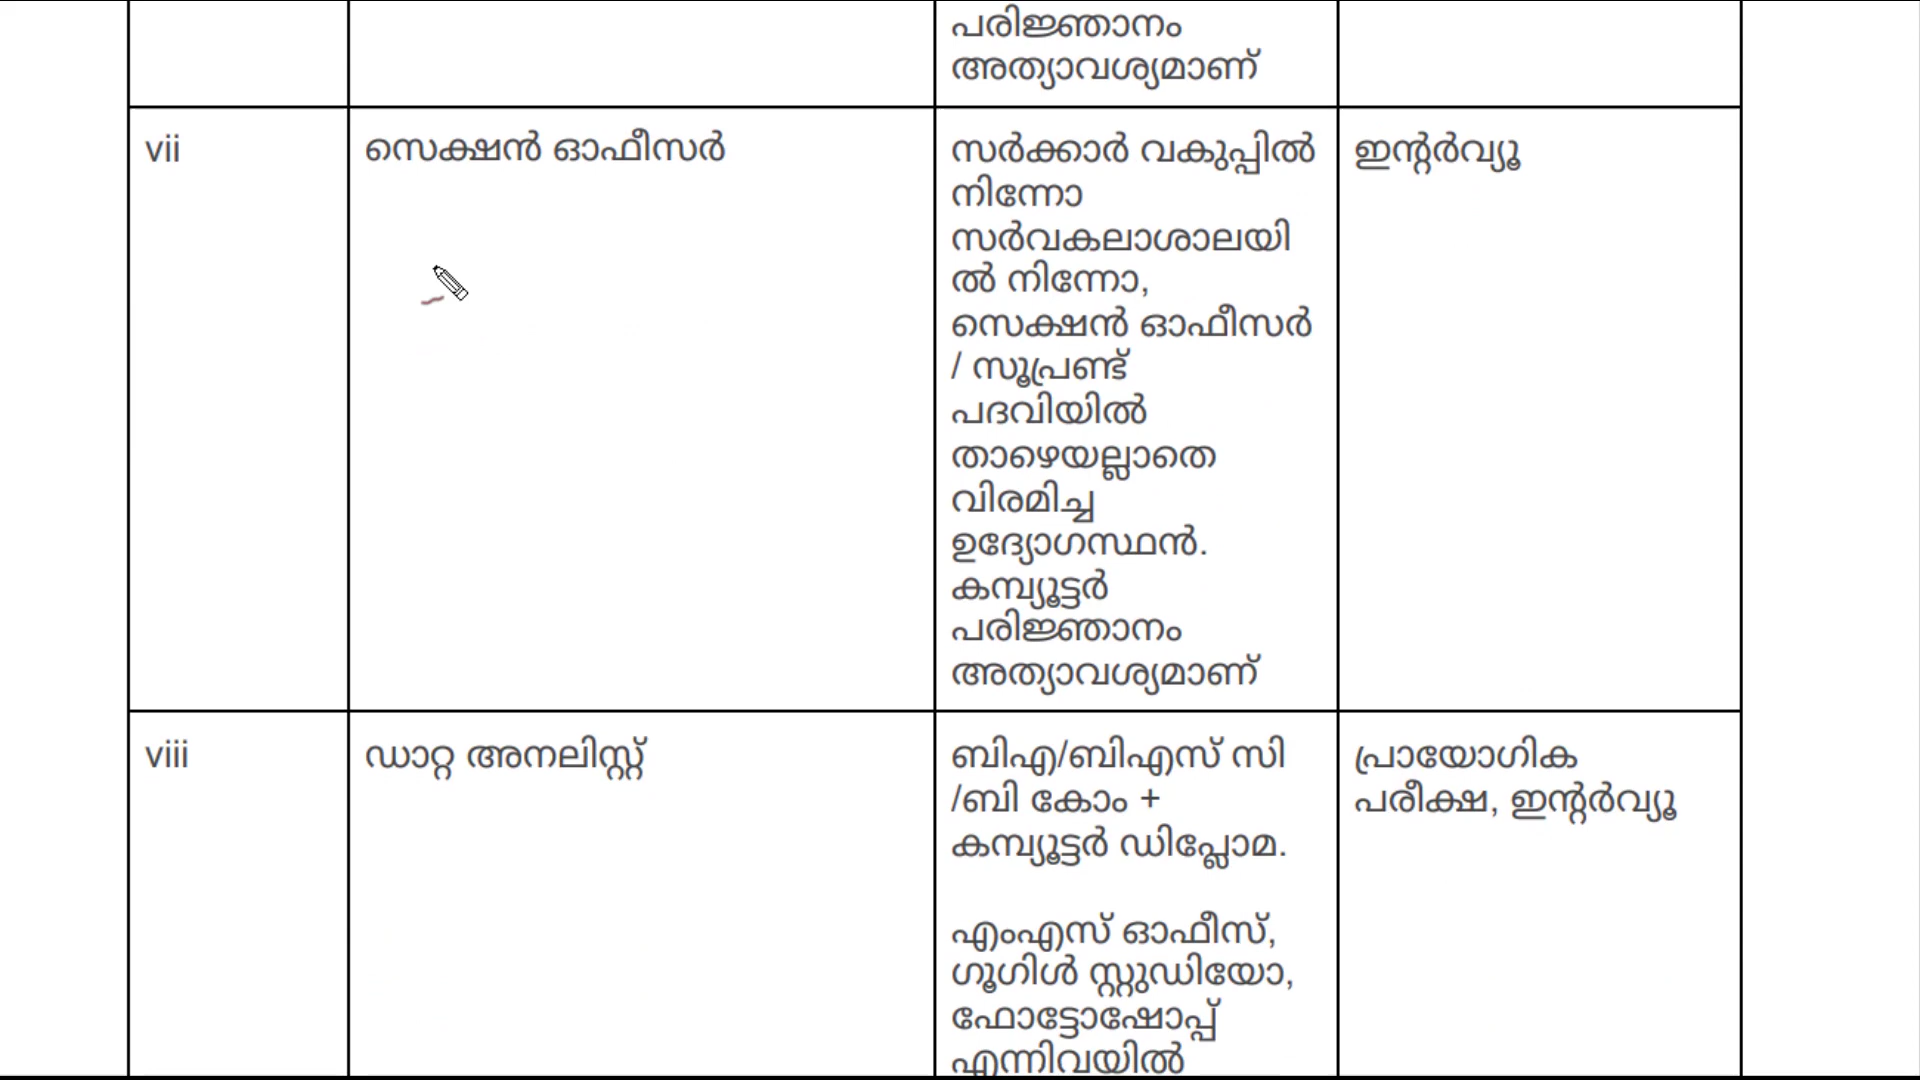 പരിജ്ഞാനം
അത്യാവശ്യമാണ്
vii
സെക്ഷൻ ഓഫീസർ
സർക്കാർ വകുപ്പിൽ
നിന്നോ
സർവകലാശാലയി
ൽ നിന്നോ,
സെക്ഷൻ ഓഫീസർ
/ സൂപ്രണ്ട്
പദവിയിൽ
താഴെയല്ലാതെ
വിരമിച്ച
ഉദ്യോഗസ്ഥൻ.
കമ്പ്യൂട്ടർ
പരിജ്ഞാനം
അത്യാവശ്യമാണ്
ഇന്റർവ്യൂ
viii
ഡാറ്റ അനലിസ്റ്റ്
ബിഎ/ബിഎസ് സി
/ബി കോം +
കമ്പ്യൂട്ടർ ഡിപ്ലോമ.
എംഎസ് ഓഫീസ്,
ഗൂഗിൾ സ്റ്റുഡിയോ,
ഫോട്ടോഷോപ്പ്
എന്നിവയിൽ
പ്രായോഗിക
പരീക്ഷ, ഇന്റർവ്യൂ